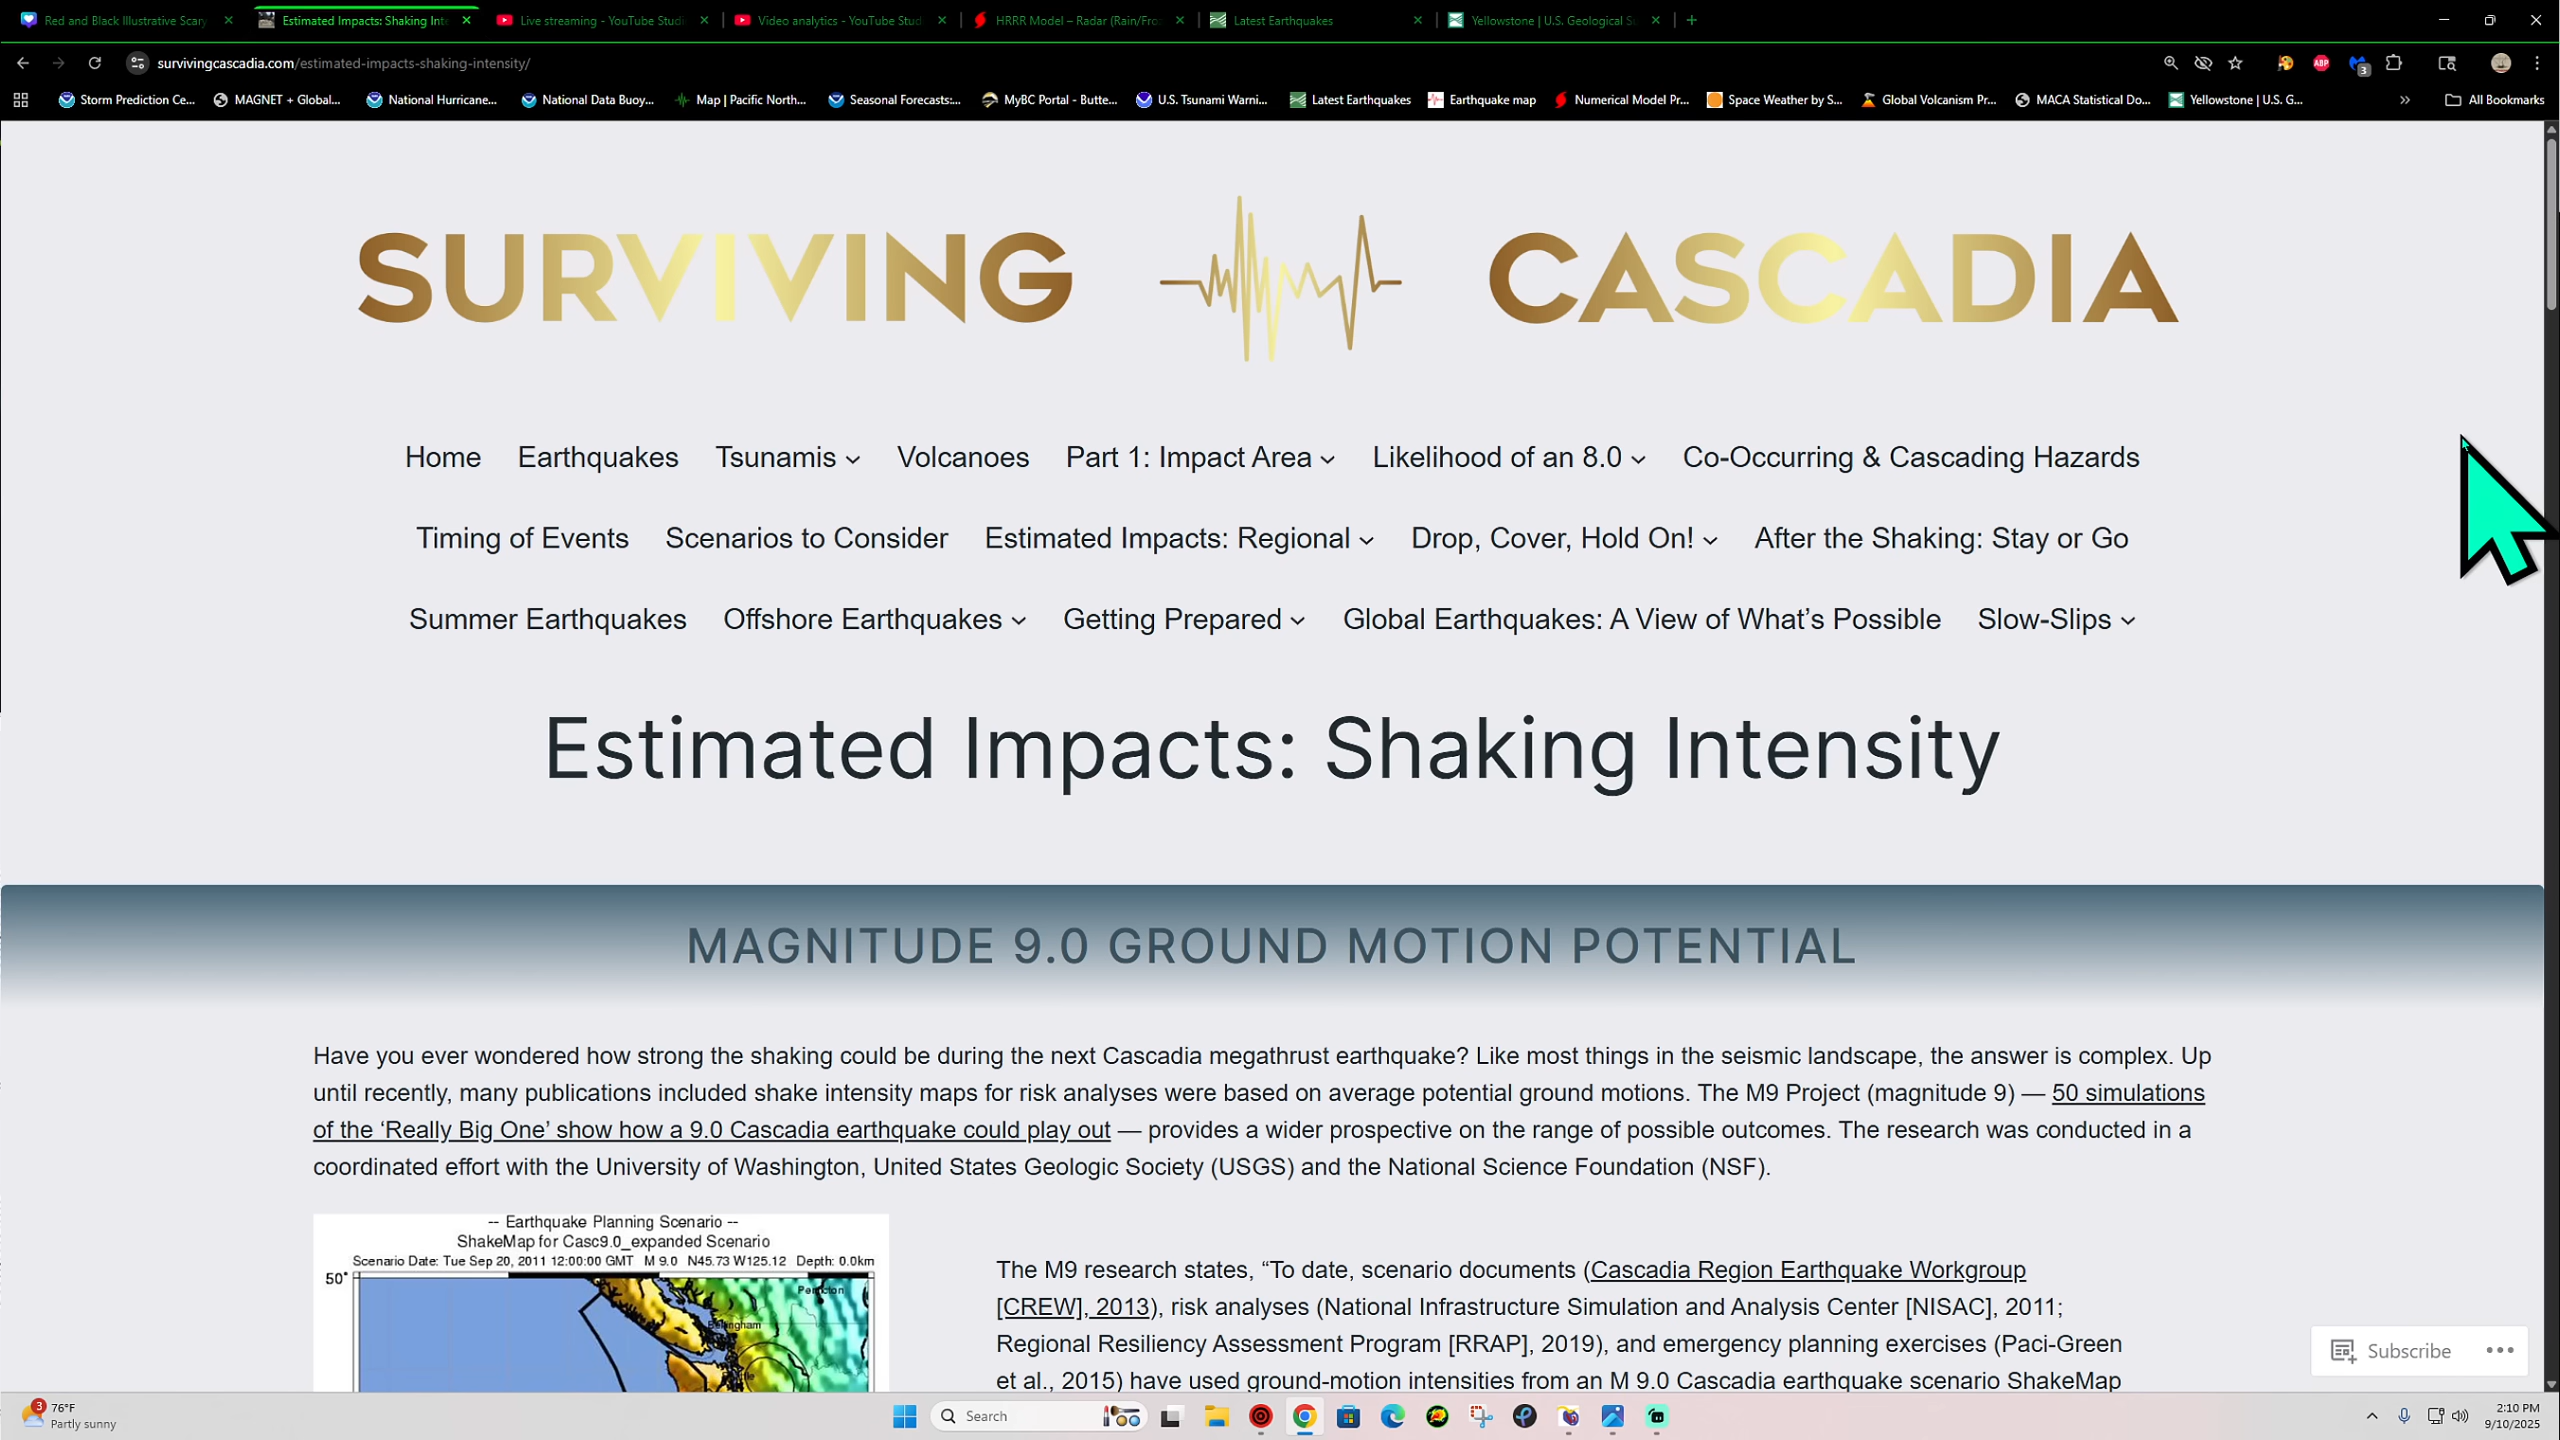 Red and Black Illustrative Scary
Estimated Impacts: Shaking Inte
Live streaming - YouTube Studi
Video analytics - YouTube Stud
HRRR Model – Radar (Rain/Fro
Latest Earthquakes
Yellowstone | U.S. Geological S
survivingcascadia.com/estimated-impacts-shaking-intensity/
ABP
3
Storm Prediction Ce...
MAGNET + Global...
National Hurricane...
National Data Buoy...
Map | Pacific North...
Seasonal Forecasts:...
MyBC Portal - Butte...
U.S. Tsunami Warni...
Latest Earthquakes
Earthquake map
Numerical Model Pr...
Space Weather by S...
Global Volcanism Pr...
MACA Statistical Do...
Yellowstone | U.S. G...
All Bookmarks
SURVIVING CASCADIA
Home Earthquakes Tsunamis Volcanoes Part 1: Impact Area Likelihood of an 8.0 Co-Occurring & Cascading Hazards
Timing of Events Scenarios to Consider Estimated Impacts: Regional Drop, Cover, Hold On! After the Shaking: Stay or Go
Summer Earthquakes Offshore Earthquakes Getting Prepared Global Earthquakes: A View of What’s Possible Slow-Slips
Estimated Impacts: Shaking Intensity
MAGNITUDE 9.0 GROUND MOTION POTENTIAL
Have you ever wondered how strong the shaking could be during the next Cascadia megathrust earthquake? Like most things in the seismic landscape, the answer is complex. Up
until recently, many publications included shake intensity maps for risk analyses were based on average potential ground motions. The M9 Project (magnitude 9) — 50 simulations
of the ‘Really Big One’ show how a 9.0 Cascadia earthquake could play out — provides a wider prospective on the range of possible outcomes. The research was conducted in a
coordinated effort with the University of Washington, United States Geologic Society (USGS) and the National Science Foundation (NSF).
-- Earthquake Planning Scenario --
ShakeMap for Casc9.0_expanded Scenario
Scenario Date: Tue Sep 20, 2011 12:00:00 GMT M 9.0 N45.73 W125.12 Depth: 0.0km
50°
Penticton
Bellingham
The M9 research states, “To date, scenario documents (Cascadia Region Earthquake Workgroup
[CREW], 2013), risk analyses (National Infrastructure Simulation and Analysis Center [NISAC], 2011;
Regional Resiliency Assessment Program [RRAP], 2019), and emergency planning exercises (Paci-Green
et al., 2015) have used ground-motion intensities from an M 9.0 Cascadia earthquake scenario ShakeMap
Subscribe
3
76°F
Partly sunny
Search
2:10 PM
9/10/2025